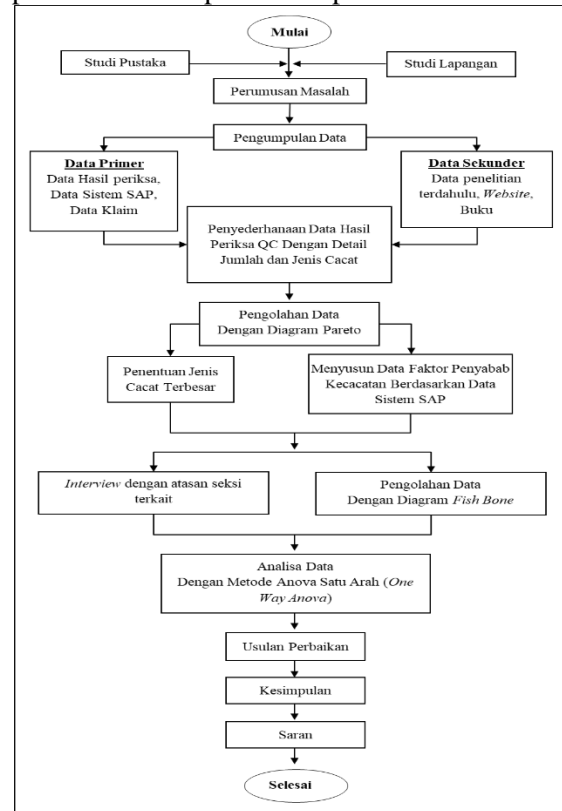 Mulai
Studi Pustaka
Studi Lapangan
Perumusan Masalah
Pengumpulan Data
Data Primer
Data Hasil periksa,
Data Sistem SAP,
Data Klaim
Data Sekunder
Data penelitian
terdahulu, Website,
Buku
Penyederhanaan Data Hasil
Periksa QC Dengan Detail
Jumlah dan Jenis Cacat
Pengolahan Data
Dengan Diagram Pareto
Penentuan Jenis
Cacat Terbesar
Menyusun Data Faktor Penyabab
Kecacatan Berdasarkan Data
Sistem SAP
Interview dengan atasan seksi
terkait
Pengolahan Data
Dengan Diagram Fish Bone
Analisa Data
Dengan Metode Anova Satu Arah (One
Way Anova)
Usulan Perbaikan
Kesimpulan
Saran
Selesai